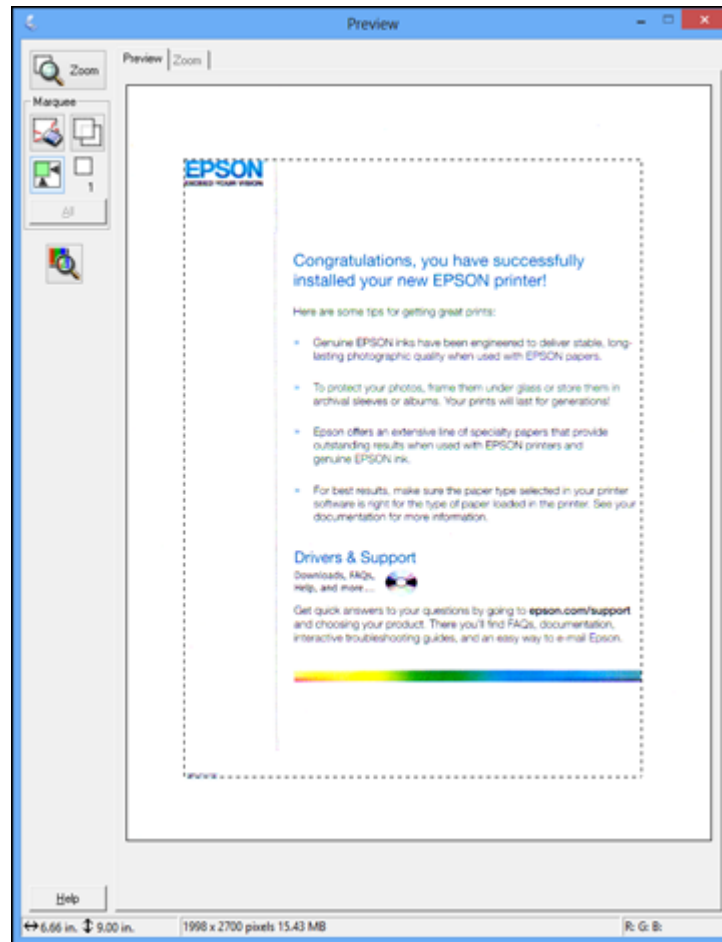 Preview
Zoom
Preview
Zoom
Marquee
1
All
EPSON
EXCEED YOUR VISION
Congratulations, you have successfully
installed your new EPSON printer!
Here are some tips for getting great prints:
Genuine EPSON inks have been engineered to deliver stable, long-
lasting photographic quality when used with EPSON papers.
To protect your photos, frame them under glass or store them in
archival sleeves or albums. Your prints will last for generations!
Epson offers an extensive line of specialty papers that provide
outstanding results when used with EPSON printers and
genuine EPSON ink.
For best results, make sure the paper type selected in your printer
software is right for the type of paper loaded in the printer. See your
documentation for more information.
Drivers & Support
Downloads, FAQs,
Help, and more...
Get quick answers to your questions by going to epson.com/support
and choosing your product. There you'll find FAQs, documentation,
interactive troubleshooting guides, and an easy way to e-mail Epson.
Help
6.66 in. 9.00 in.
1998 x 2700 pixels 15.43 MB
R: G: B: